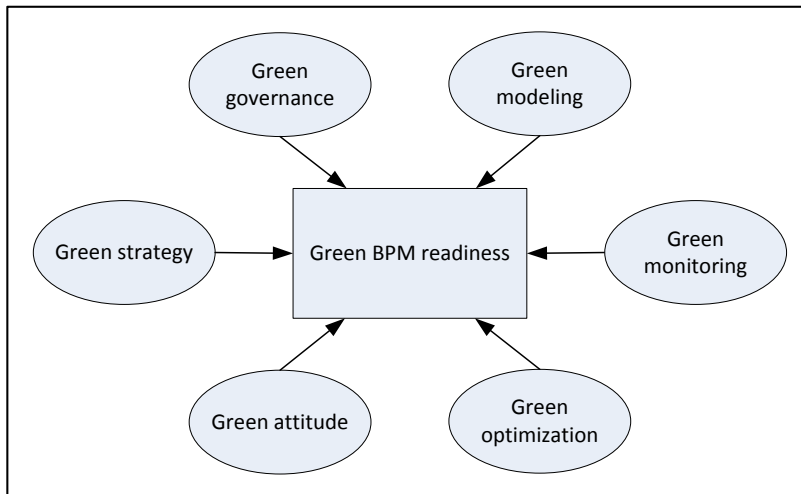 Green
governance
Green
modeling
Green strategy
Green BPM readiness
Green
monitoring
Green attitude
Green
optimization